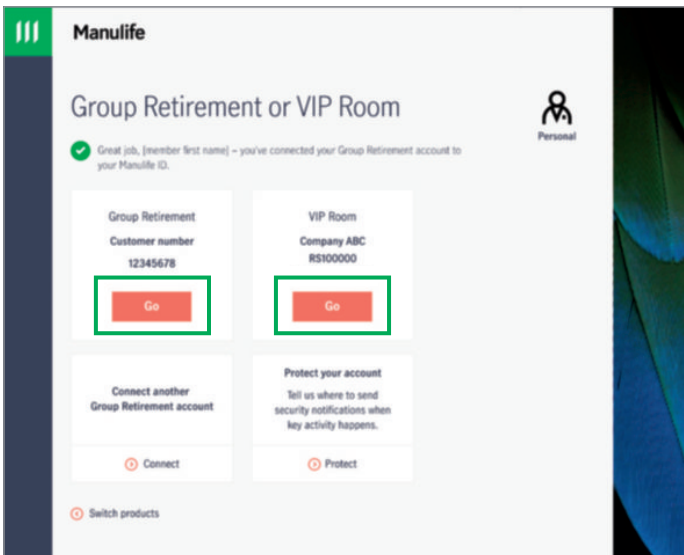 Manulife
Group Retirement or VIP Room
Personal
Great job, [member first name] – you've connected your Group Retirement account to
your Manulife ID.
Group Retirement
Customer number
12345678
Go
VIP Room
Company ABC
RS100000
Go
Connect another
Group Retirement account
Connect
Protect your account
Tell us where to send
security notifications when
key activity happens.
Protect
Switch products